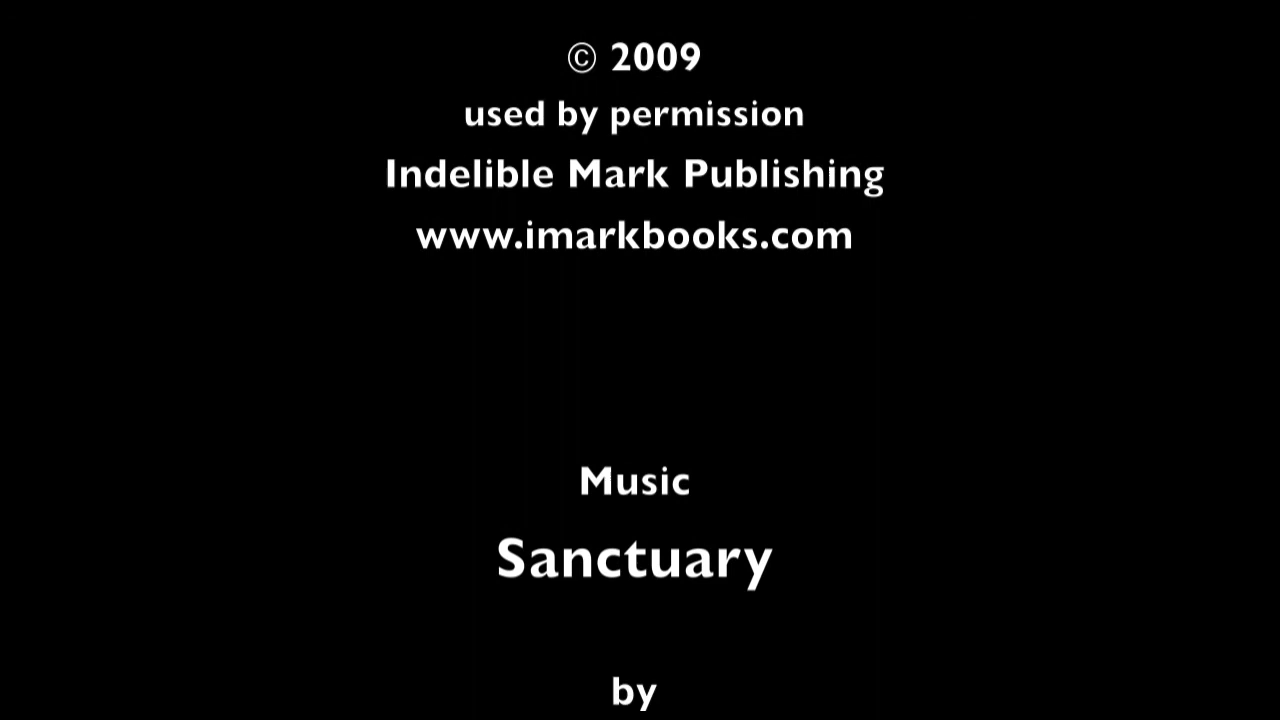 © 2009
used by permission
Indelible Mark Publishing
www.imarkbooks.com
Music
Sanctuary
by